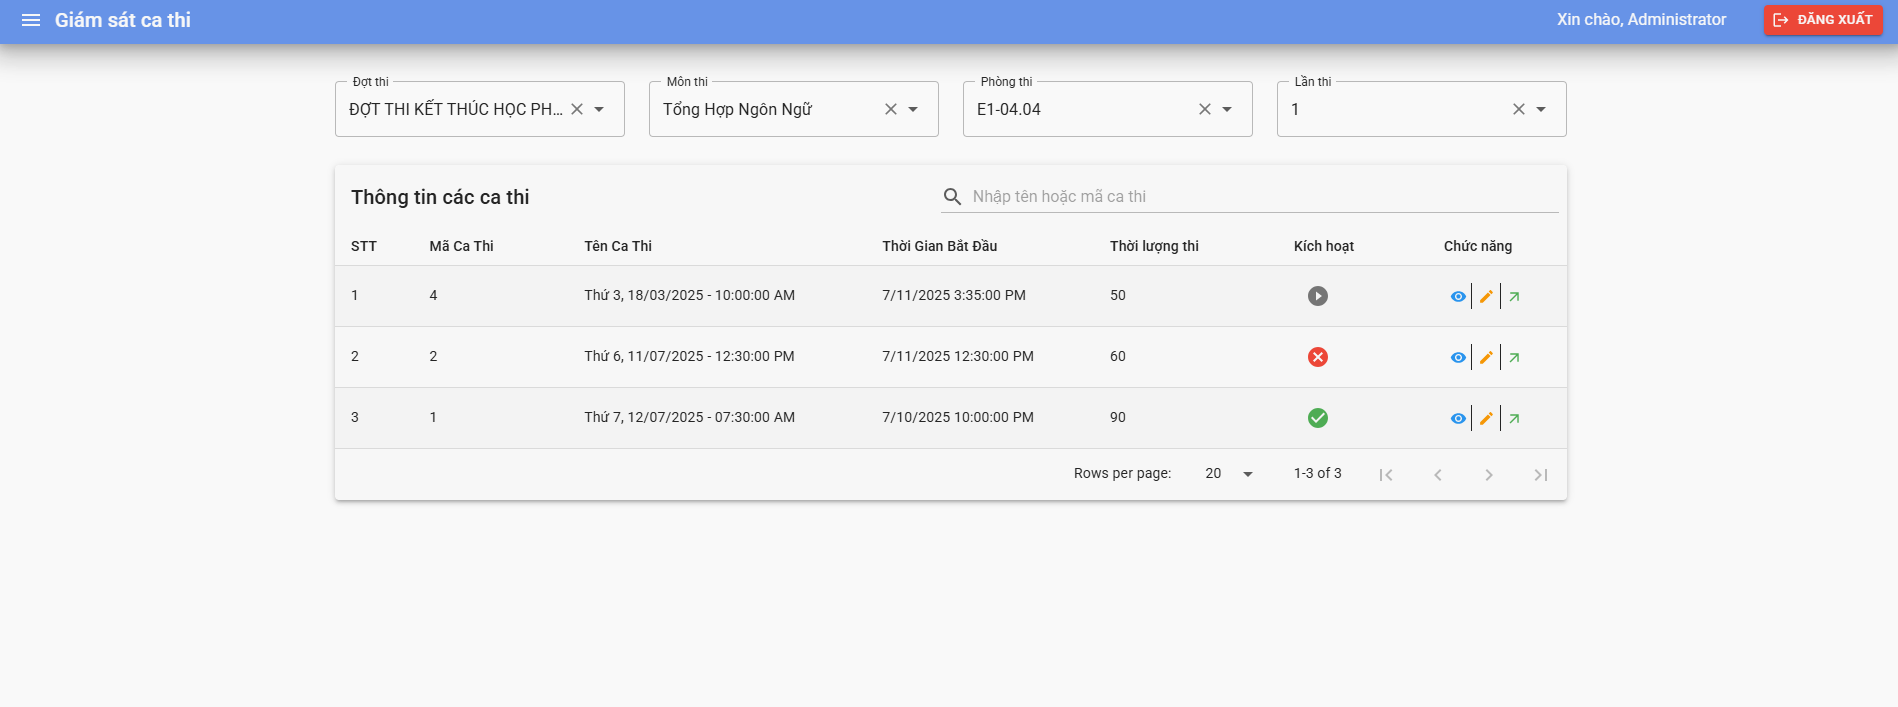 Giám sát ca thi
Xin chào, Administrator
ĐĂNG XUẤT
Đợt thi
ĐỢT THI KẾT THÚC HỌC PH...
Môn thi
Tổng Hợp Ngôn Ngữ
Phòng thi
E1-04.04
Lần thi
1
Thông tin các ca thi
Nhập tên hoặc mã ca thi
STT Mã Ca Thi Tên Ca Thi Thời Gian Bắt Đầu Thời lượng thi Kích hoạt Chức năng
1 4 Thứ 3, 18/03/2025 - 10:00:00 AM 7/11/2025 3:35:00 PM 50
2 2 Thứ 6, 11/07/2025 - 12:30:00 PM 7/11/2025 12:30:00 PM 60
3 1 Thứ 7, 12/07/2025 - 07:30:00 AM 7/10/2025 10:00:00 PM 90
Rows per page: 20 1-3 of 3